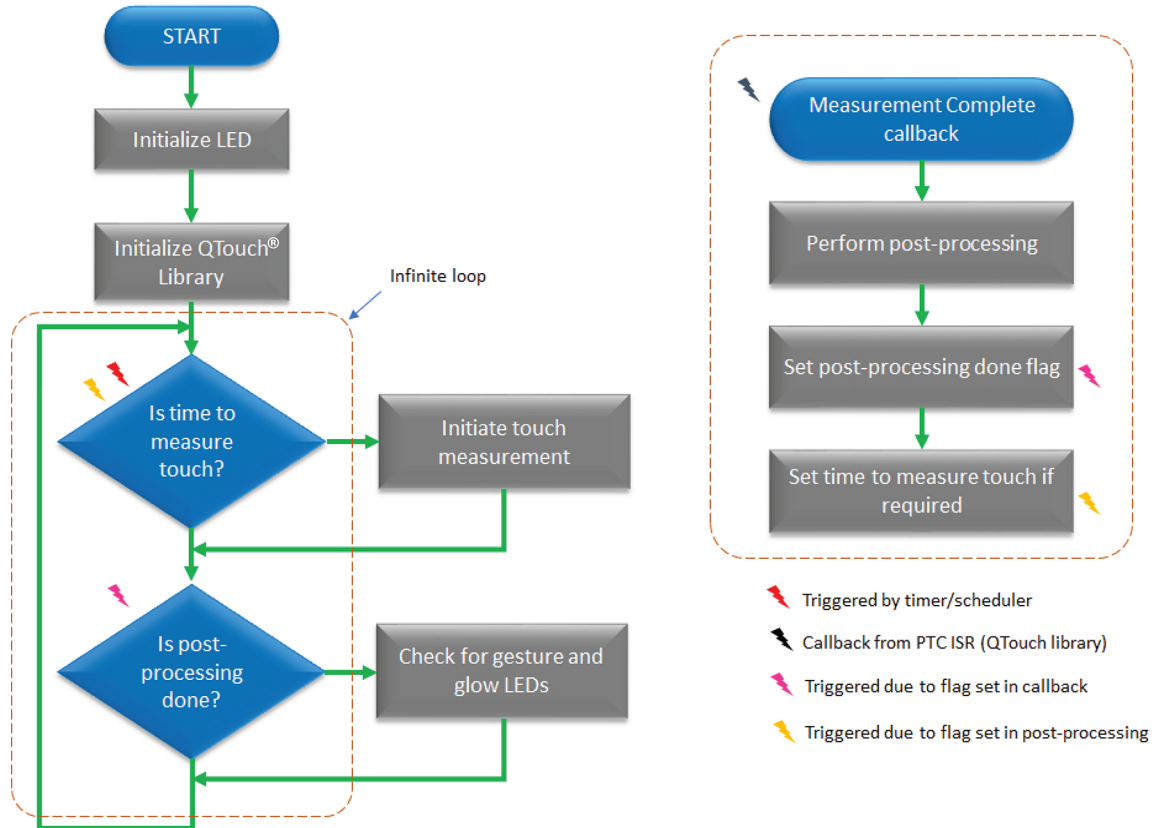 START
Initialize LED
Initialize QTouch®
Library
Infinite loop
Is time to
measure
touch?
Initiate touch
measurement
Is post-
processing
done?
Check for gesture and
glow LEDs
Measurement Complete
callback
Perform post-processing
Set post-processing done flag
Set time to measure touch if
required
Triggered by timer/scheduler
Callback from PTC ISR (QTouch library)
Triggered due to flag set in callback
Triggered due to flag set in post-processing